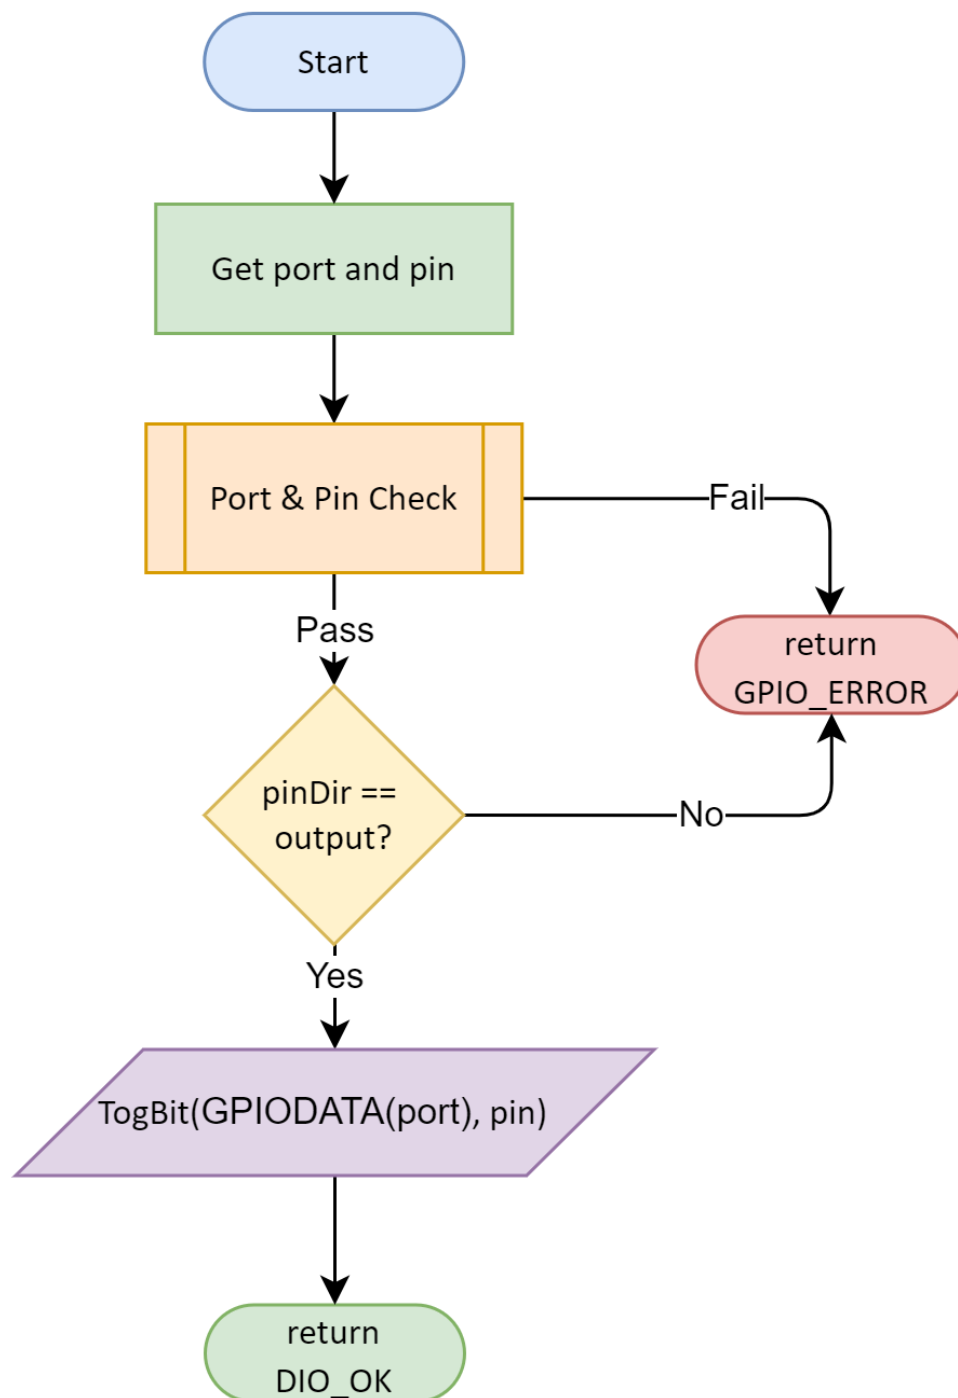 Start
Get port and pin
Port & Pin Check
Fail
Pass
return
GPIO_ERROR
pinDir ==
output?
No
Yes
TogBit(GPIODATA(port), pin)
return
DIO_OK